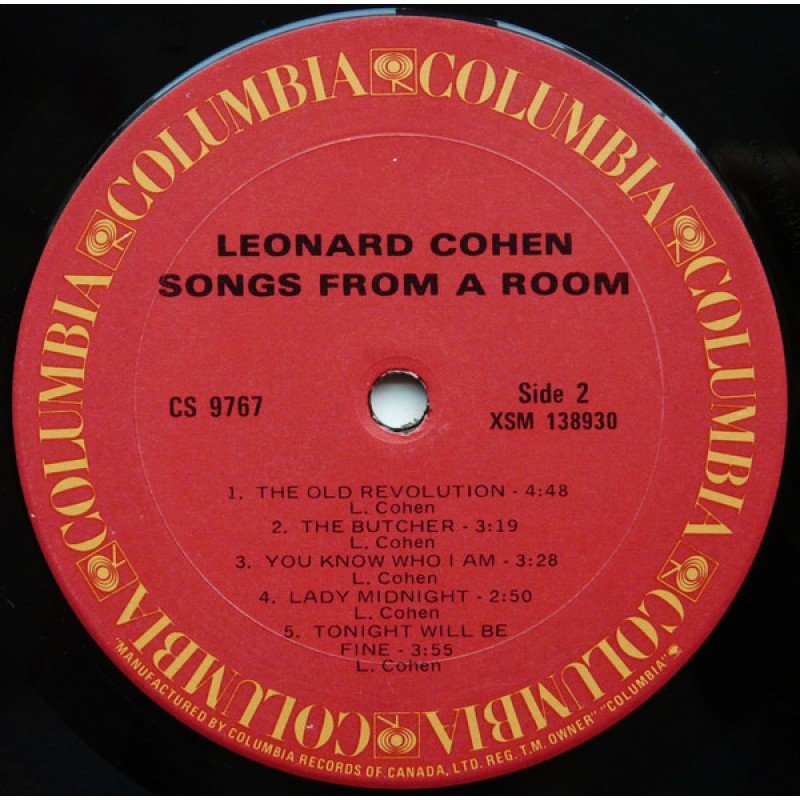 COLUMBIA COLUMBIA COLUMBIA COLUMBIA COLUMBIA COLUMBIA COLUMBIA
LEONARD COHEN
SONGS FROM A ROOM
CS 9767
Side 2
XSM 138930
1. THE OLD REVOLUTION - 4:48
L. Cohen
2. THE BUTCHER - 3:19
L. Cohen
3. YOU KNOW WHO I AM - 3:28
L. Cohen
4. LADY MIDNIGHT - 2:50
L. Cohen
5. TONIGHT WILL BE
FINE - 3:55
L. Cohen
"MANUFACTURED BY COLUMBIA RECORDS OF CANADA, LTD. REG. T.M. OWNER" "COLUMBIA"